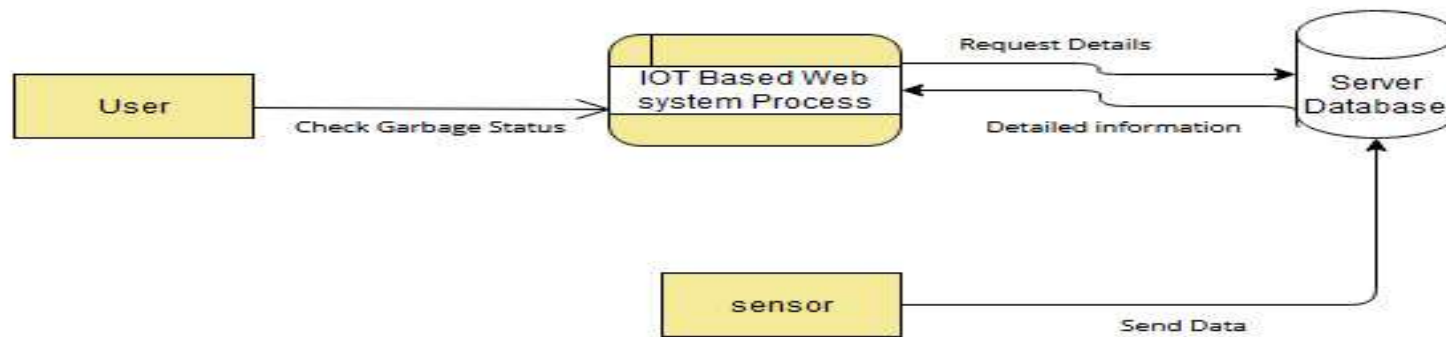 User
Check Garbage Status
IOT Based Web
system Process
Request Details
Detailed information
Server
Database
sensor
Send Data